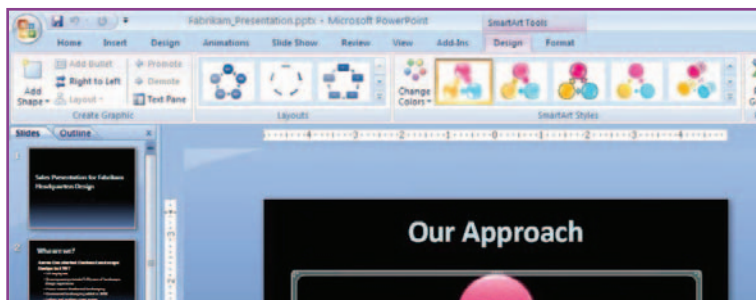 Fabrikam_Presentation.pptx - Microsoft PowerPoint
SmartArt Tools
Home Insert Design Animations Slide Show Review View Add-Ins Design Format
Add Shape
Add Bullet
Right to Left
Layout
Promote
Demote
Text Pane
Create Graphic
Layouts
Change Colors
SmartArt Styles
Slides Outline
1
Sales Presentation for Fabrikam
Headquarters Design
2
Who are we?
Our Approach